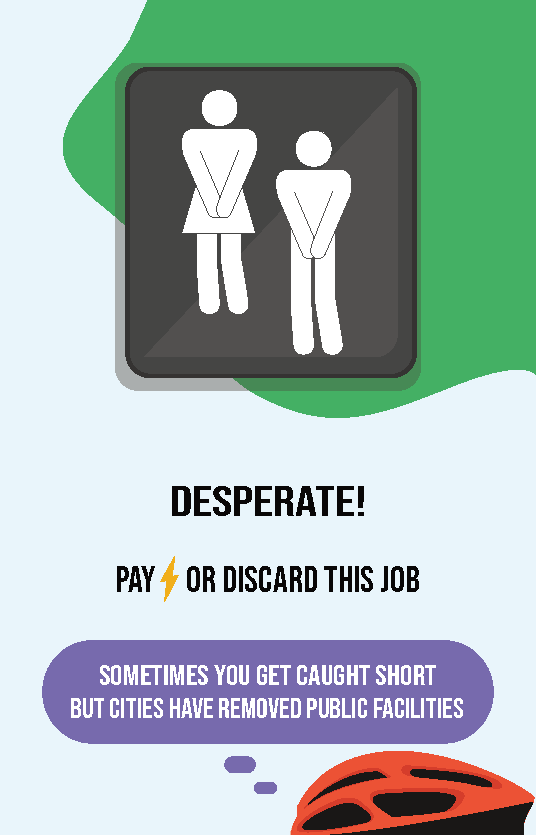 DESPERATE!
PAY⚡OR DISCARD THIS JOB
SOMETIMES YOU GET CAUGHT SHORT
BUT CITIES HAVE REMOVED PUBLIC FACILITIES